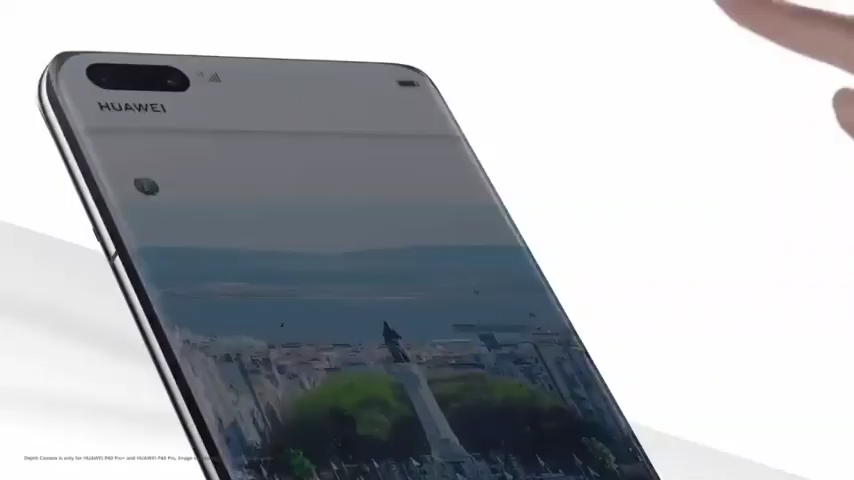 HUAWEI
Depth Camera is only for HUAWEI P40 Pro+ and HUAWEI P40 Pro. Image